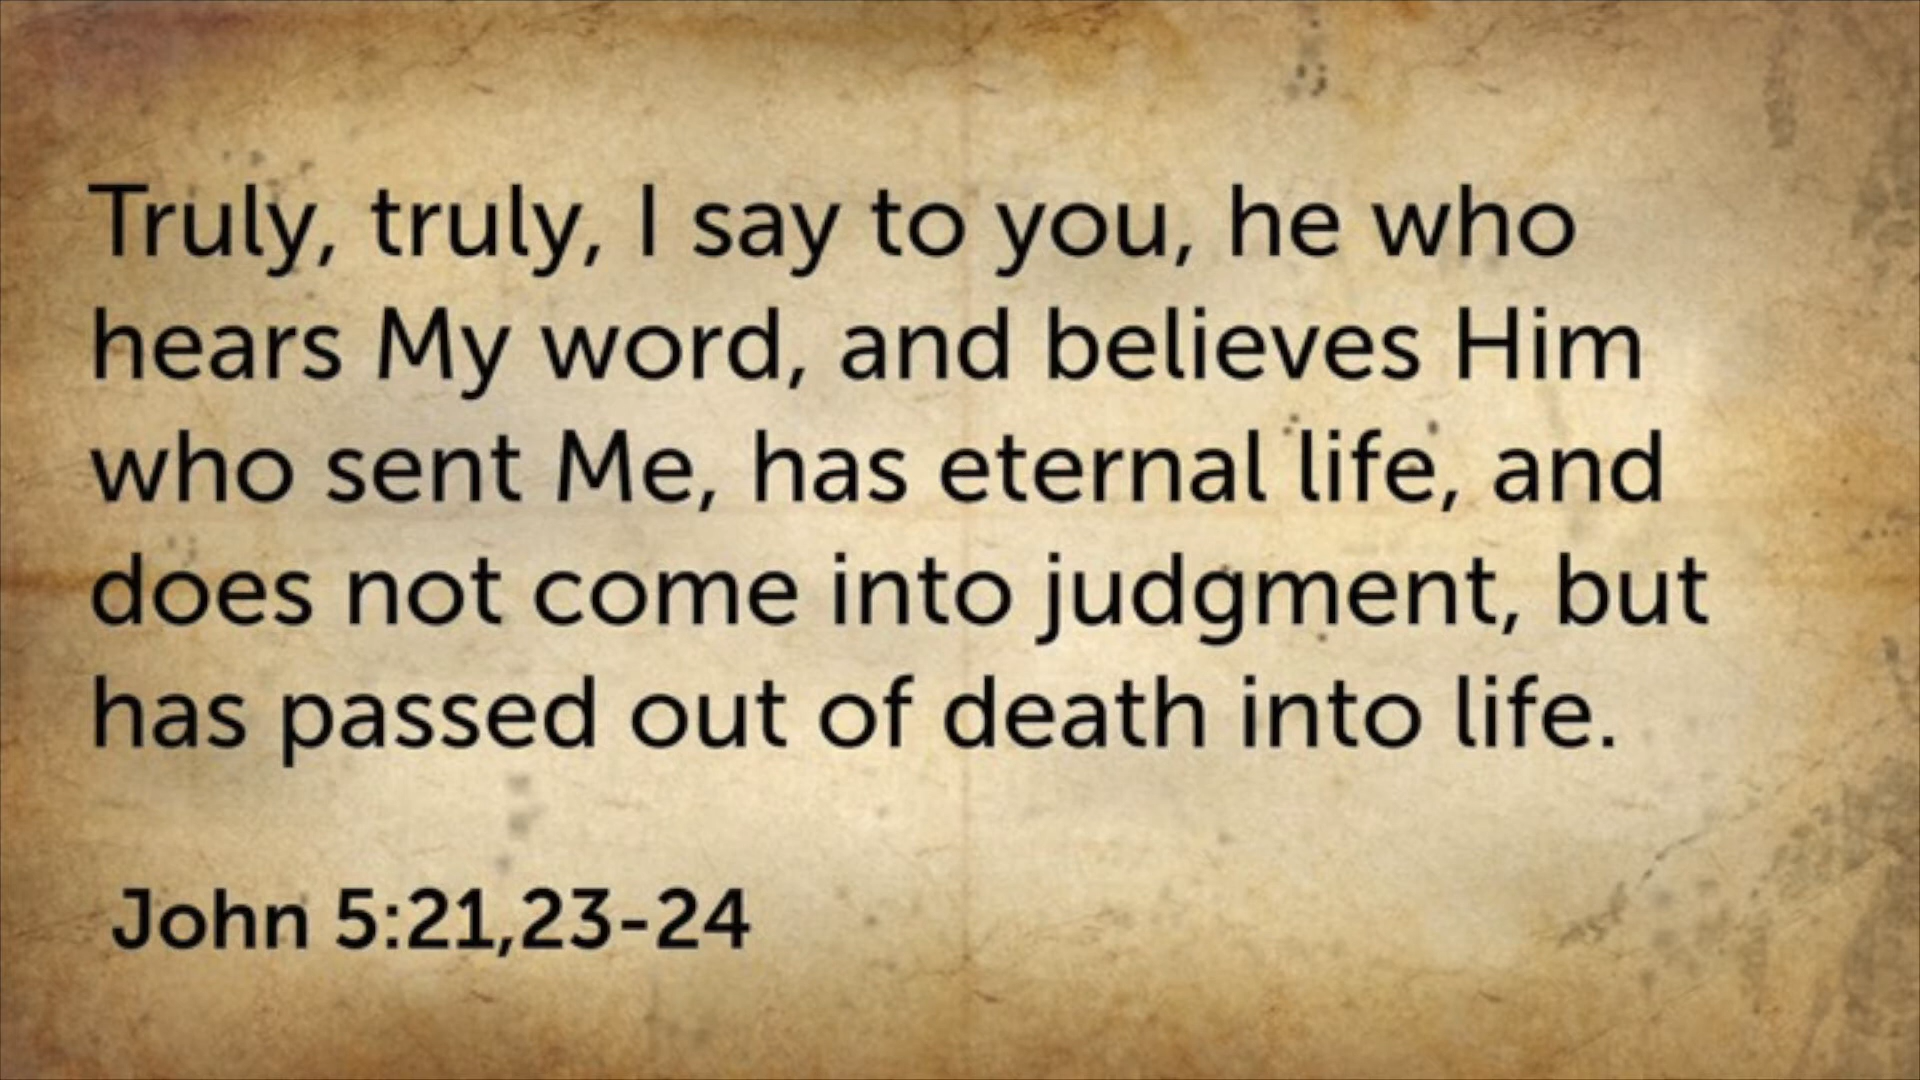 Truly, truly, I say to you, he who
hears My word, and believes Him
who sent Me, has eternal life, and
does not come into judgment, but
has passed out of death into life.
John 5:21,23-24